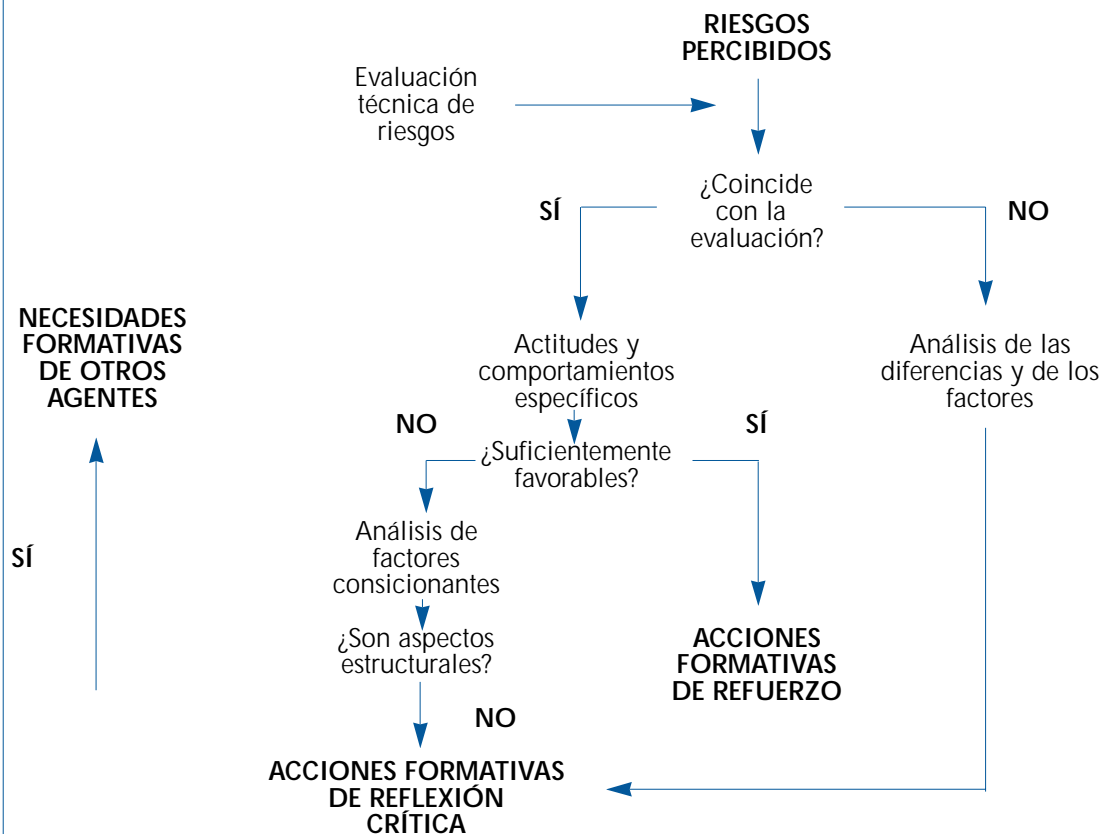 RIESGOS
PERCIBIDOS
Evaluación
técnica de
riesgos
¿Coincide
con la
evaluación?
SÍ
NO
NECESIDADES
FORMATIVAS
DE OTROS
AGENTES
Actitudes y
comportamientos
específicos
Análisis de las
diferencias y de los
factores
NO
SÍ
¿Suficientemente
favorables?
Análisis de
factores
consicionantes
SÍ
¿Son aspectos
estructurales?
ACCIONES
FORMATIVAS
DE REFUERZO
NO
ACCIONES FORMATIVAS
DE REFLEXIÓN
CRÍTICA